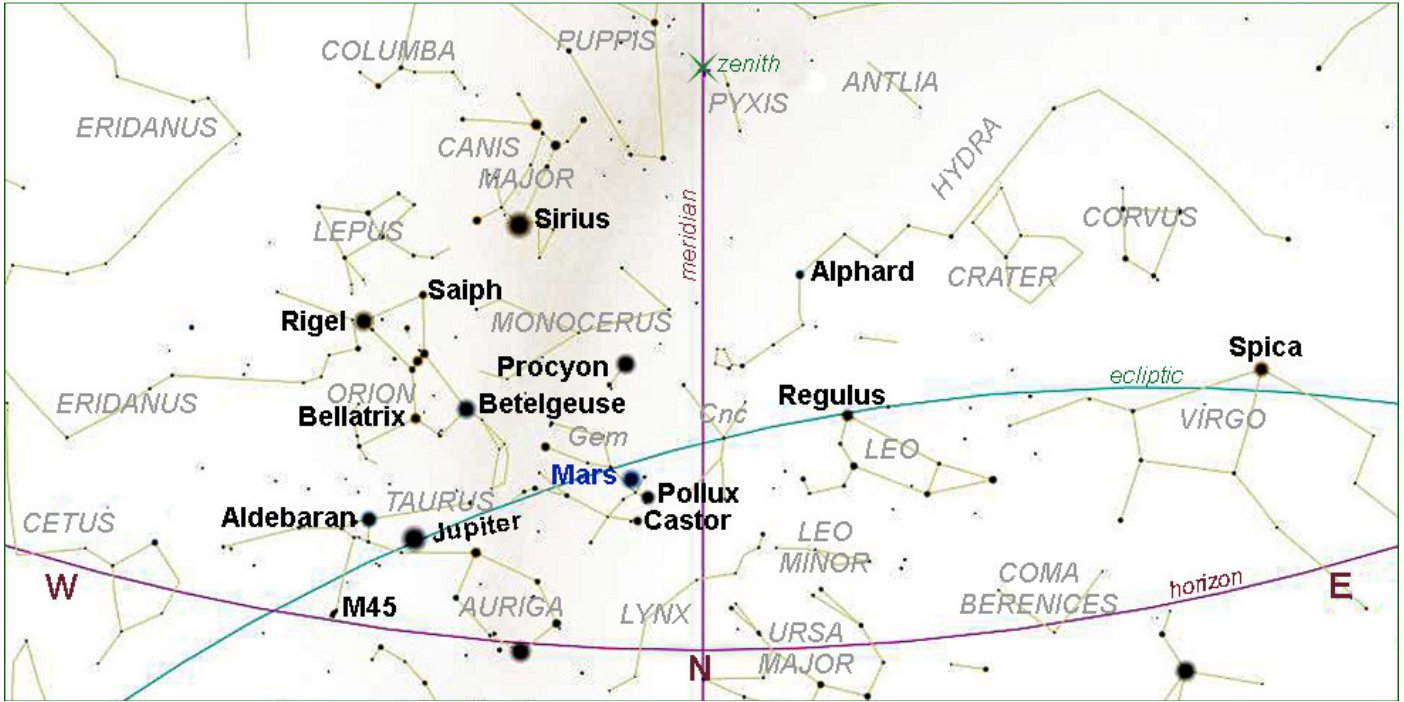 COLUMBA
PUPPIS
zenith
ANTLIA
PYXIS
ERIDANUS
CANIS
MAJOR
HYDRA
meridian
LEPUS
Sirius
CORVUS
Alphard
CRATER
Saiph
Rigel
MONOCERUS
Procyon
Spica
ecliptic
ORION
ERIDANUS
Betelgeuse
Bellatrix
Regulus
Cnc
VİRGO
Gem
LEO
Mars
Pollux
TAURUS
Castor
Aldebaran
Jupiter
CETUS
LEO
MINOR
W
horizon
E
COMA
BERENICES
M45
AURIGA
LYNX
URSA
MAJOR
N